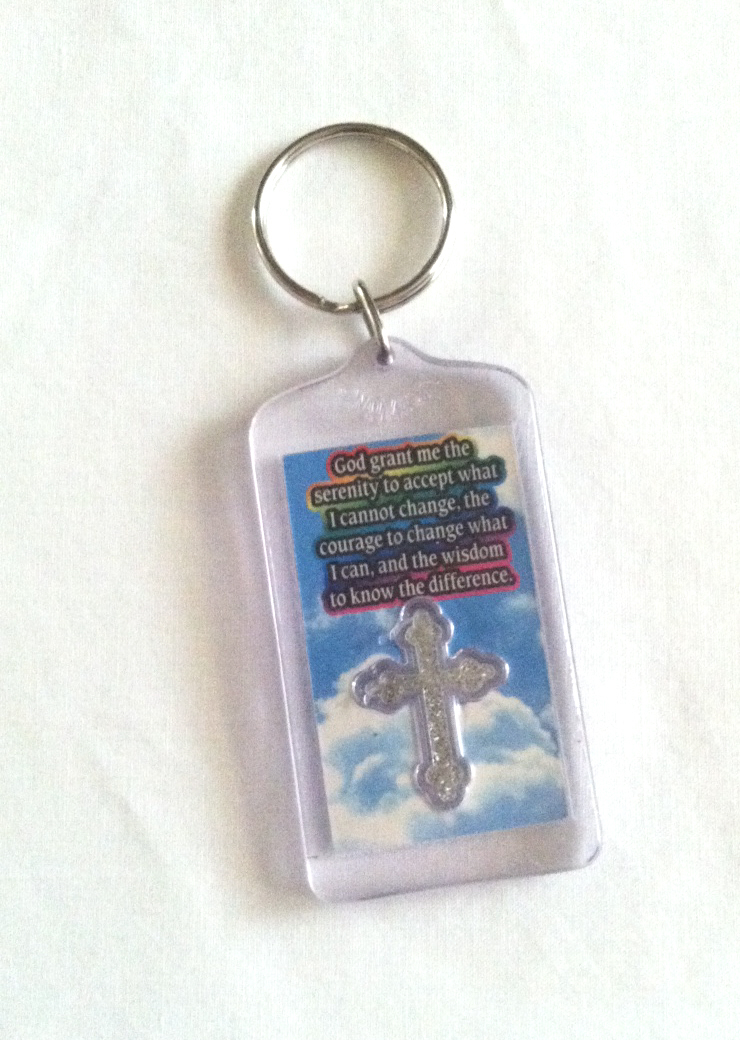 God grant me the
serenity to accept what
I cannot change, the
courage to change what
I can, and the wisdom
to know the difference.